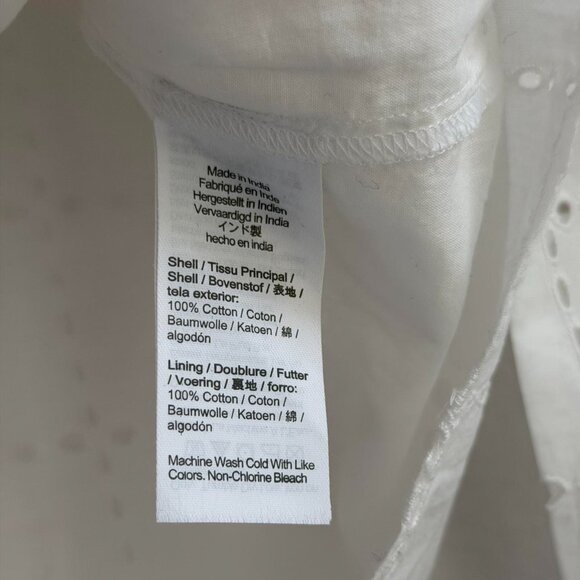 Made in India
Fabriqué en Inde
Hergestellt in Indien
Vervaardigd in India
インド製
hecho en india
Shell / Tissu Principal /
Shell / Bovenstof / 表地 /
tela exterior:
100% Cotton / Coton /
Baumwolle / Katoen / 綿 /
algodón
Lining / Doublure / Futter
/ Voering / 裏地 / forro:
100% Cotton / Coton /
Baumwolle / Katoen / 綿 /
algodón
Machine Wash Cold With Like
Colors. Non-Chlorine Bleach